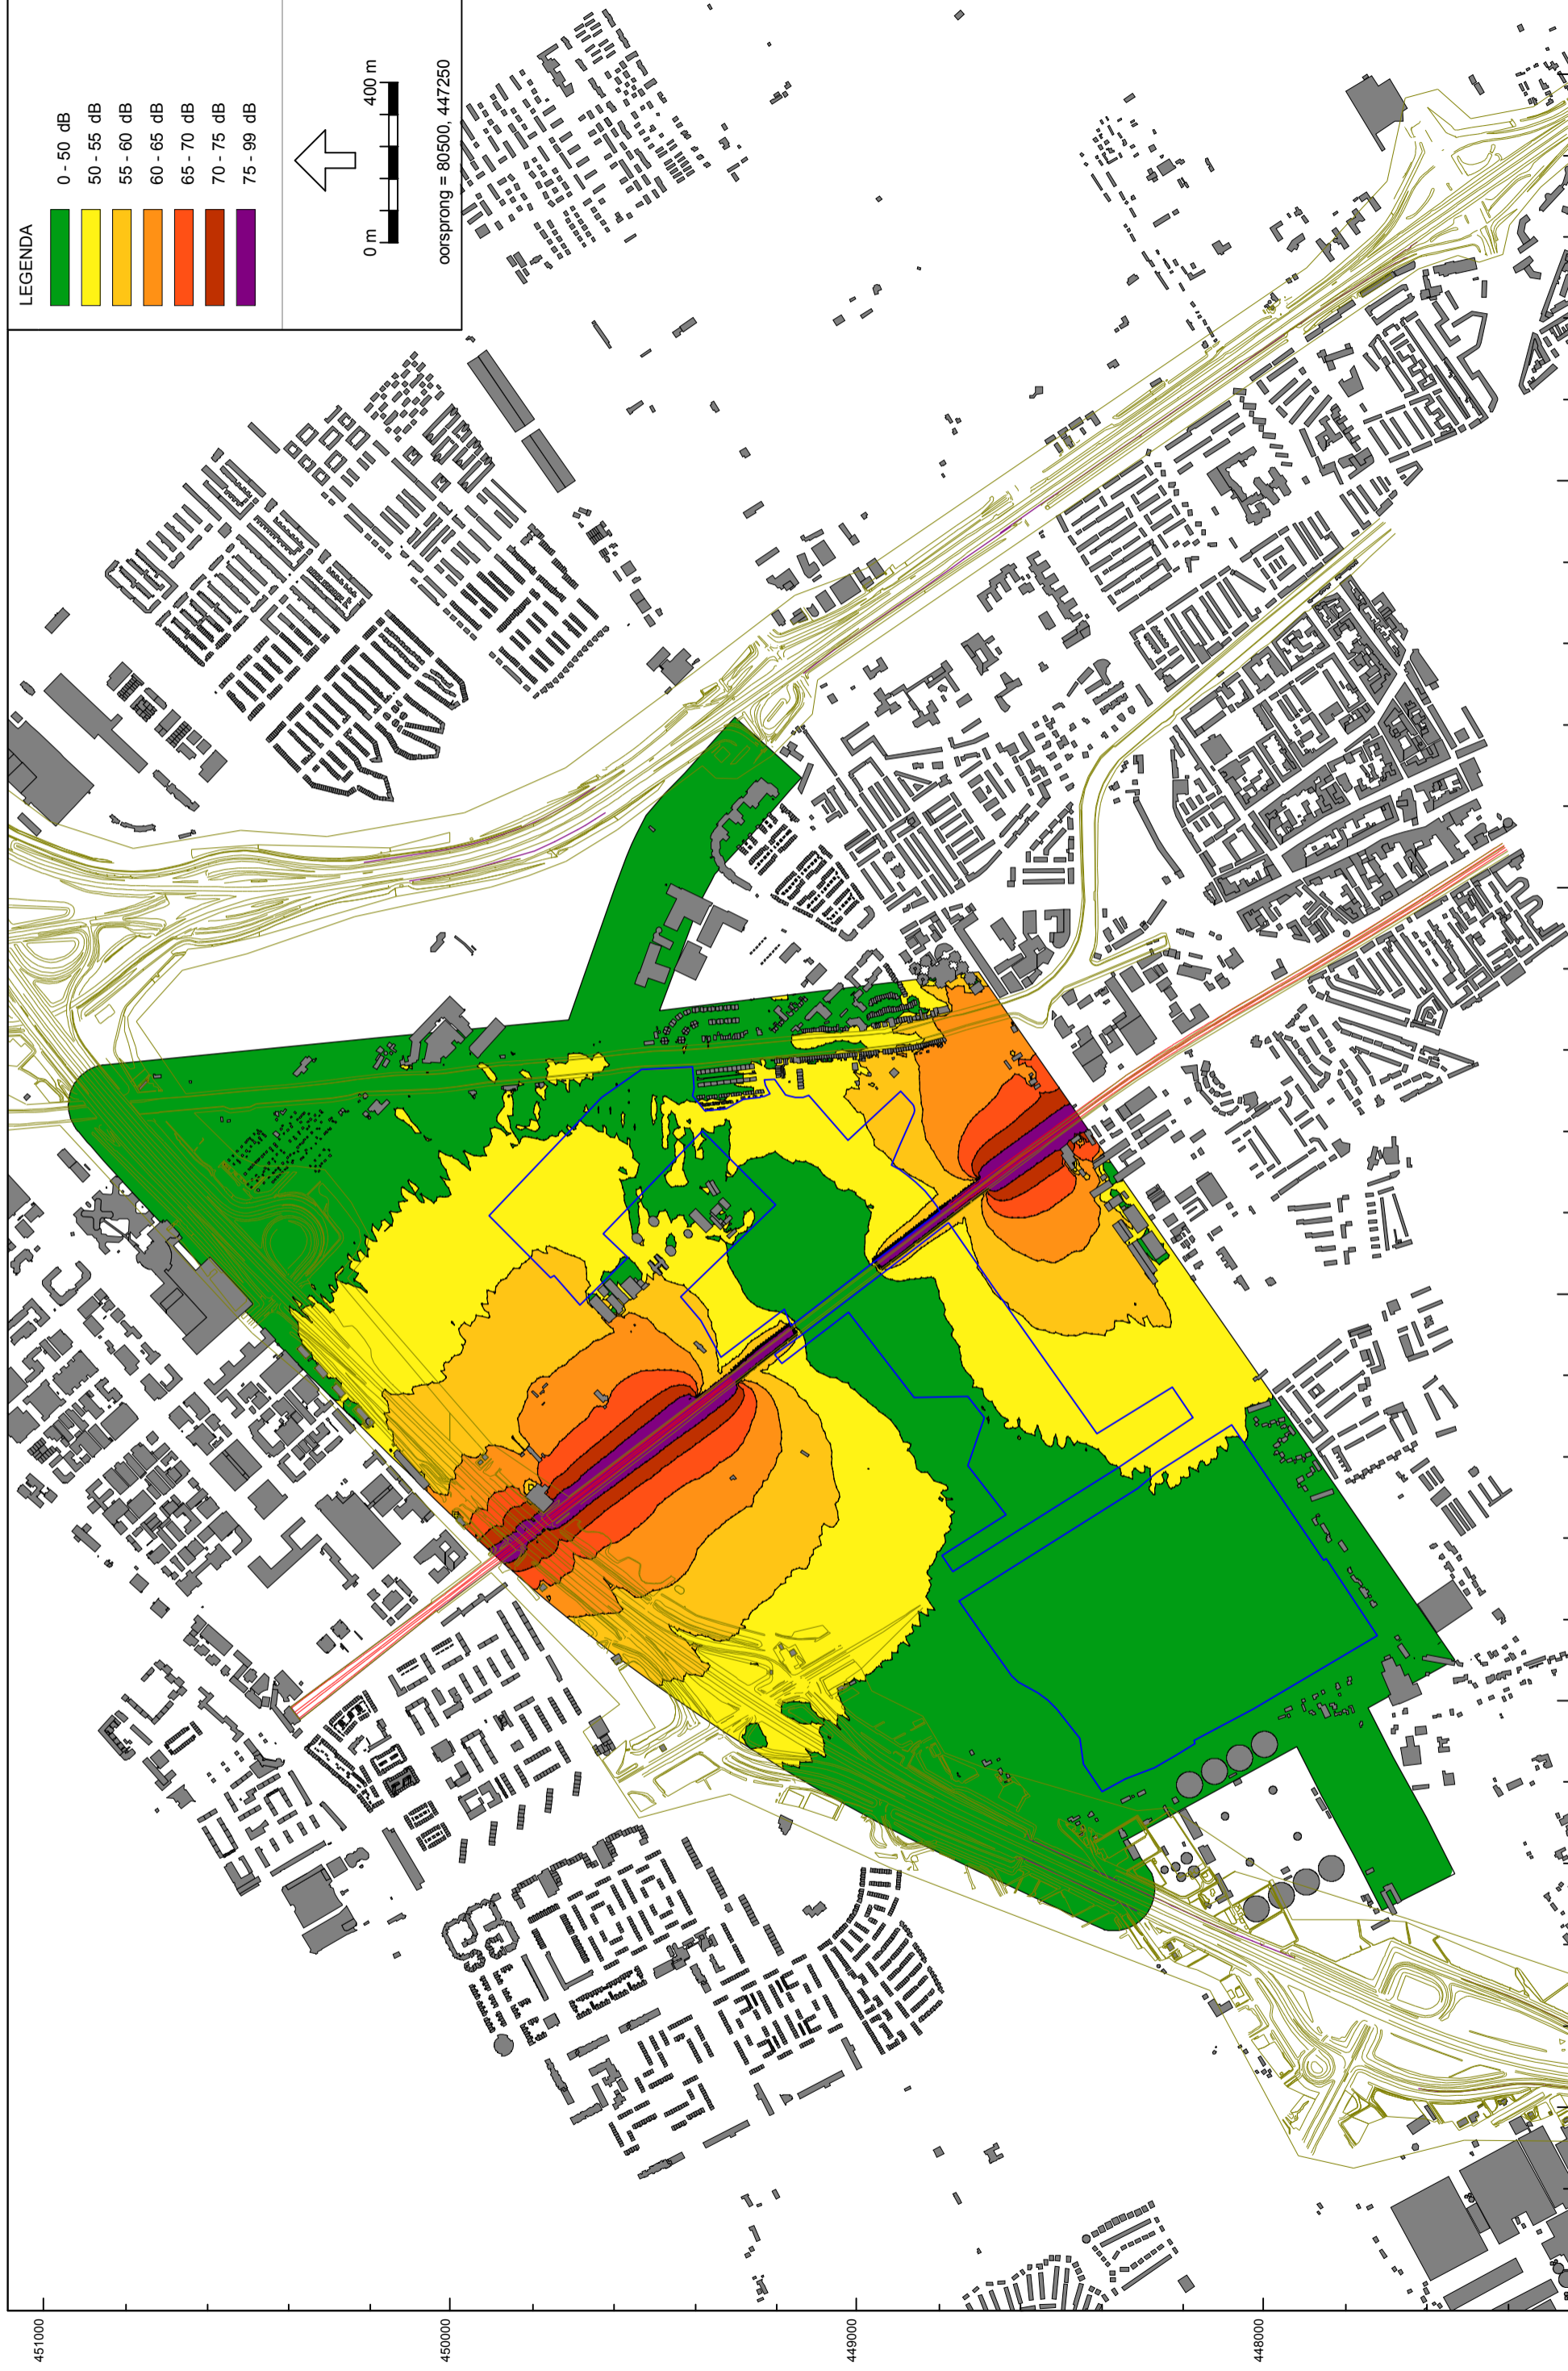 LEGENDA
0 - 50 dB
50 - 55 dB
55 - 60 dB
60 - 65 dB
65 - 70 dB
70 - 75 dB
75 - 99 dB
0 m
400 m
oorsprong = 80500, 447250
451000
450000
449000
448000